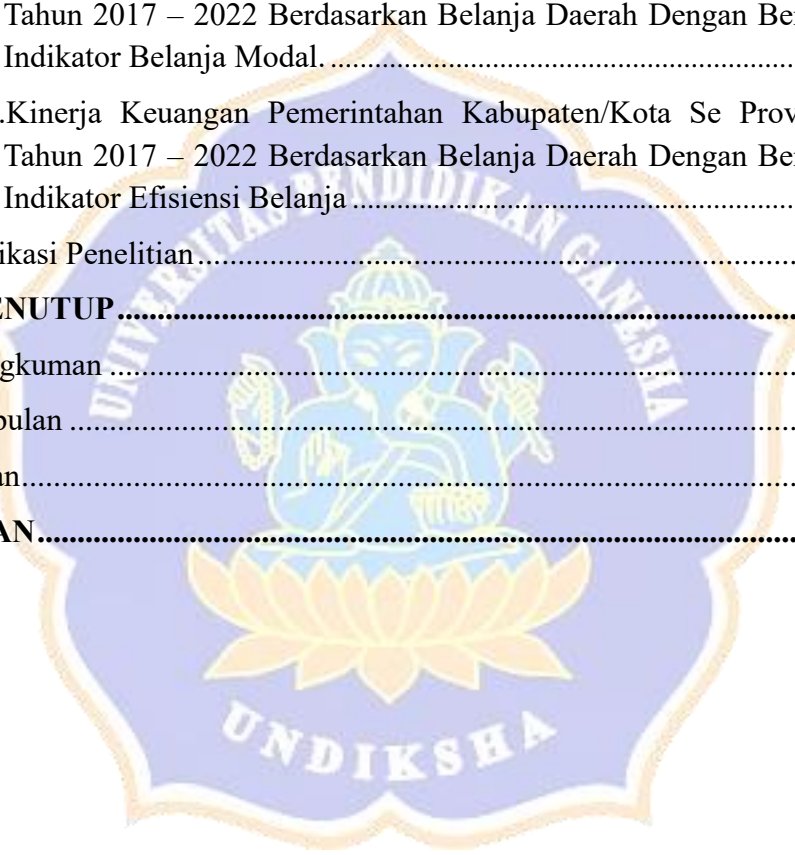 Tahun 2017 – 2022 Berdasarkan Belanja Daerah Dengan Be
Indikator Belanja Modal. ..........................................................................
.Kinerja Keuangan Pemerintahan Kabupaten/Kota Se Prov
Tahun 2017 – 2022 Berdasarkan Belanja Daerah Dengan Be
Indikator Efisiensi Belanja ......................................................................
ikasi Penelitian ...........................................................................................
ENUTUP .....................................................................................................
gkuman .......................................................................................................
pulan ............................................................................................................
an ..................................................................................................................
AN ................................................................................................................
UNIVERSITAS PENDIDIKAN GANESHA
UNDIKSHA